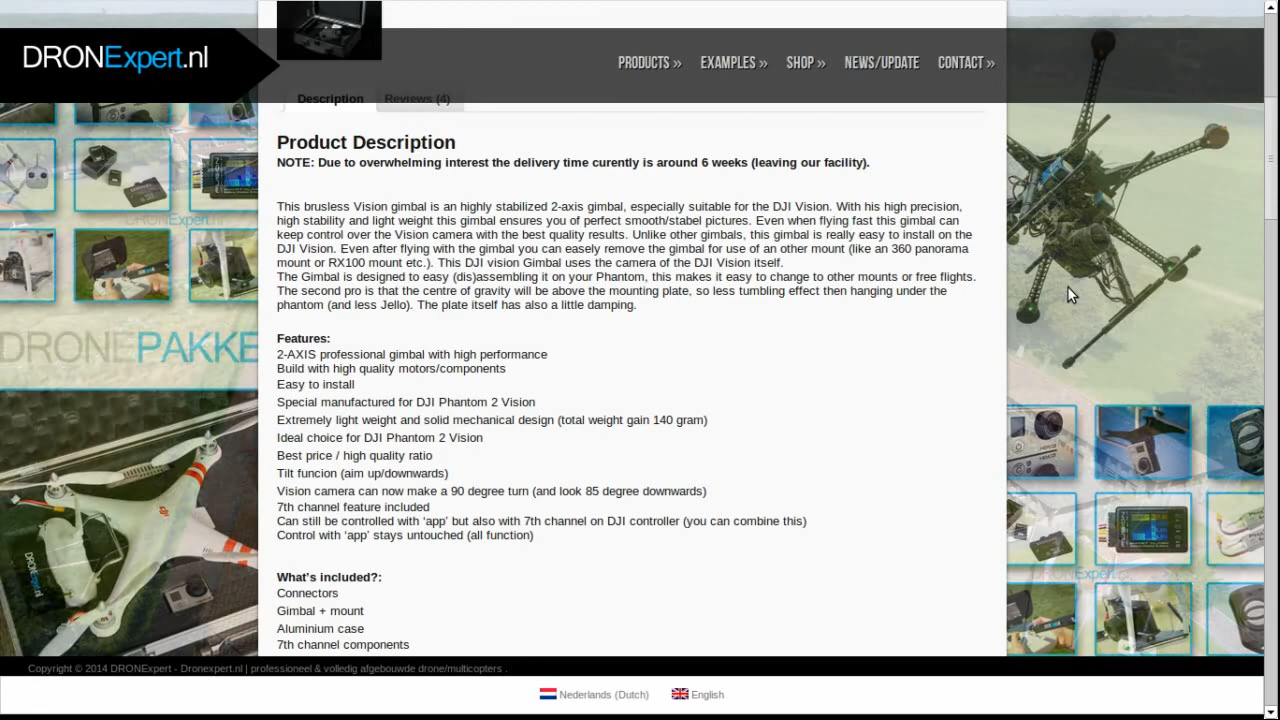 DRONExpert.nl
PRODUCTS »
EXAMPLES »
SHOP »
NEWS/UPDATE
CONTACT »
Description
Reviews (4)
Product Description
NOTE: Due to overwhelming interest the delivery time curently is around 6 weeks (leaving our facility).
This brusless Vision gimbal is an highly stabilized 2-axis gimbal, especially suitable for the DJI Vision. With his high precision,
high stability and light weight this gimbal ensures you of perfect smooth/stabel pictures. Even when flying fast this gimbal can
keep control over the Vision camera with the best quality results. Unlike other gimbals, this gimbal is really easy to install on the
DJI Vision. Even after flying with the gimbal you can easely remove the gimbal for use of an other mount (like an 360 panorama
mount or RX100 mount etc.). This DJI vision Gimbal uses the camera of the DJI Vision itself.
The Gimbal is designed to easy (dis)assembling it on your Phantom, this makes it easy to change to other mounts or free flights.
The second pro is that the centre of gravity will be above the mounting plate, so less tumbling effect then hanging under the
phantom (and less Jello). The plate itself has also a little damping.
Features:
2-AXIS professional gimbal with high performance
Build with high quality motors/components
Easy to install
Special manufactured for DJI Phantom 2 Vision
Extremely light weight and solid mechanical design (total weight gain 140 gram)
Ideal choice for DJI Phantom 2 Vision
Best price / high quality ratio
Tilt funcion (aim up/downwards)
Vision camera can now make a 90 degree turn (and look 85 degree downwards)
7th channel feature included
Can still be controlled with ‘app’ but also with 7th channel on DJI controller (you can combine this)
Control with ‘app’ stays untouched (all function)
What’s included?:
Connectors
Gimbal + mount
Aluminium case
7th channel components
DRONExpert.nl
DRONEPAKKE
DRONExpert
DRONExpert
Copyright © 2014 DRONExpert - Dronexpert.nl | professioneel & volledig afgebouwde drone/multicopters .
Nederlands (Dutch)
English